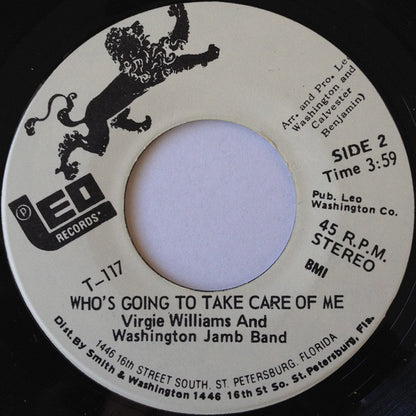 ℗
LEO
RECORDS
T-117
Arr. and Pro. Leo
Washington and
Calvester
Benjamin)
SIDE 2
Time 3:59
Pub. Leo
Washington Co.
45 R.P.M.
STEREO
BMI
WHO'S GOING TO TAKE CARE OF ME
Virgie Williams And
Washington Jamb Band
1446 16th STREET SOUTH, ST. PETERSBURG, FLORIDA
Dist. By Smith & Washington 1446 16th St So. St. Petersburg, Fla.